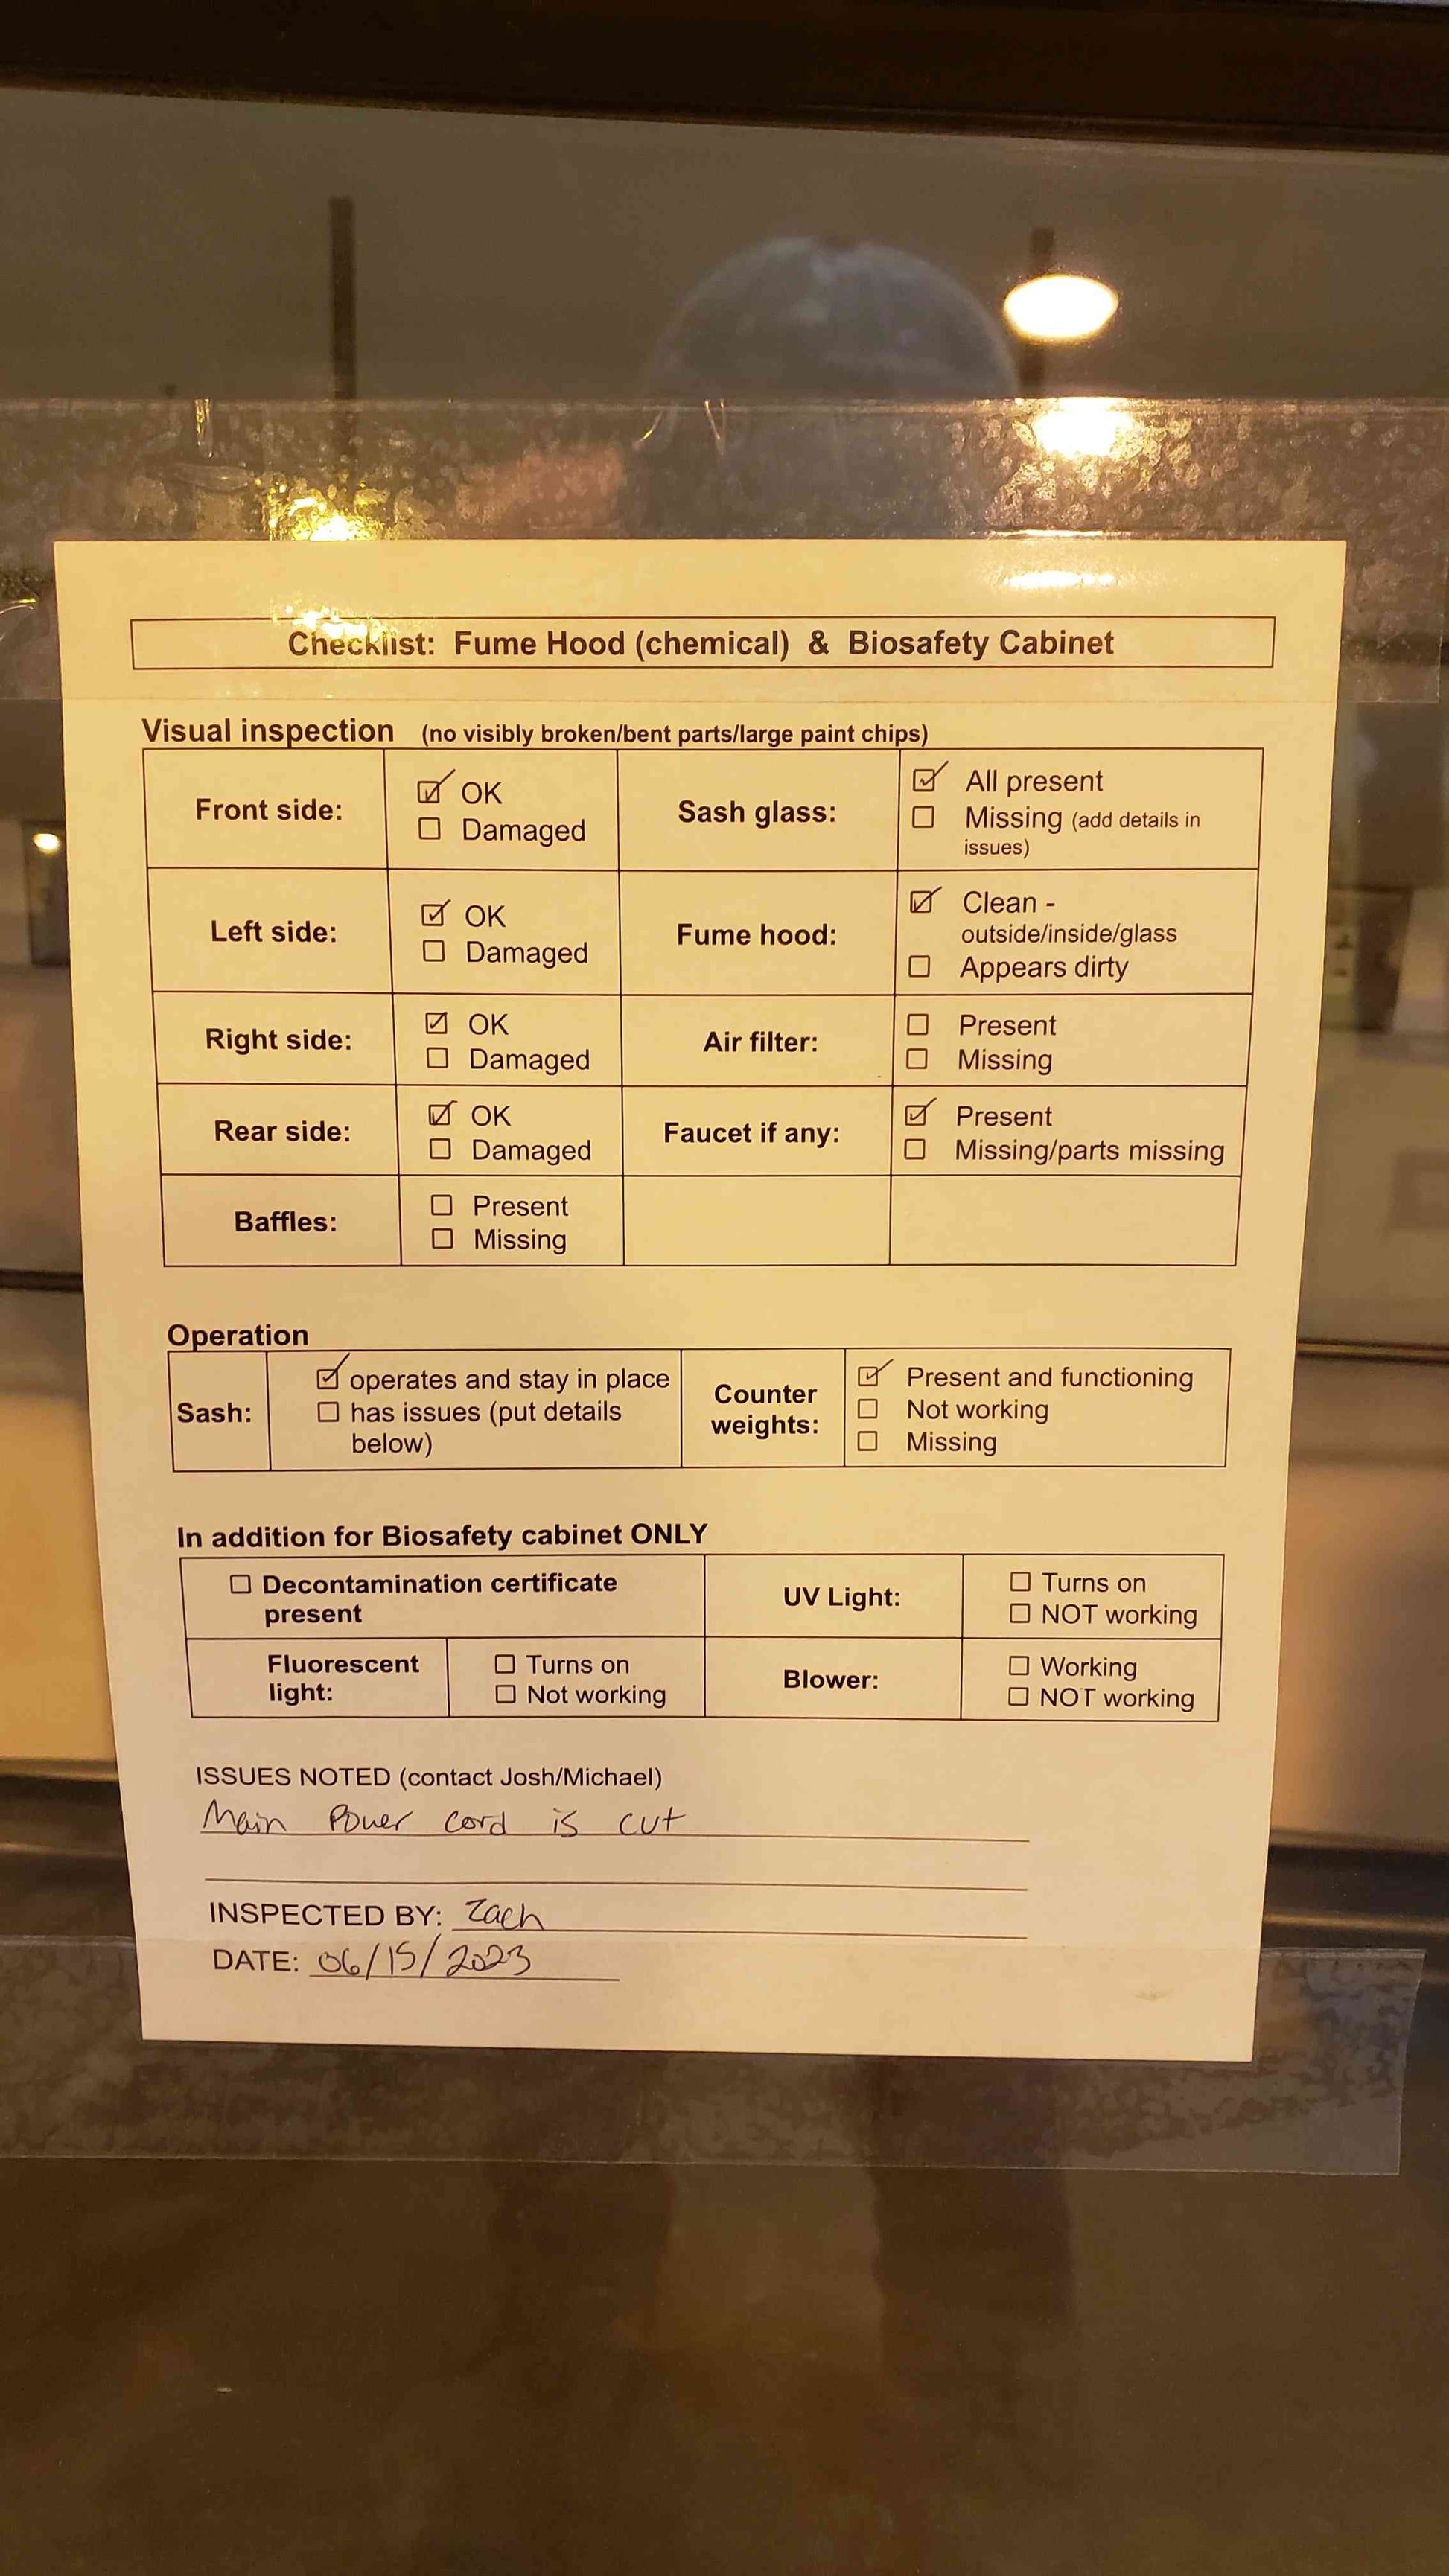 Checklist: Fume Hood (chemical) & Biosafety Cabinet
Visual inspection (no visibly broken/bent parts/large paint chips)
Front side:
☑ OK
☐ Damaged
Sash glass:
☑ All present
☐ Missing (add details in
issues)
Left side:
☑ OK
☐ Damaged
Fume hood:
☑ Clean -
outside/inside/glass
☐ Appears dirty
Right side:
☑ OK
☐ Damaged
Air filter:
☐ Present
☐ Missing
Rear side:
☑ OK
☐ Damaged
Faucet if any:
☑ Present
☐ Missing/parts missing
Baffles:
☐ Present
☐ Missing
Operation
Sash:
☑ operates and stay in place
☐ has issues (put details
below)
Counter
weights:
☑ Present and functioning
☐ Not working
☐ Missing
In addition for Biosafety cabinet ONLY
☐ Decontamination certificate
present
UV Light:
☐ Turns on
☐ NOT working
Fluorescent
light:
☐ Turns on
☐ Not working
Blower:
☐ Working
☐ NOT working
ISSUES NOTED (contact Josh/Michael)
Main Power cord is cut
INSPECTED BY: Zach
DATE: 06/15/2023